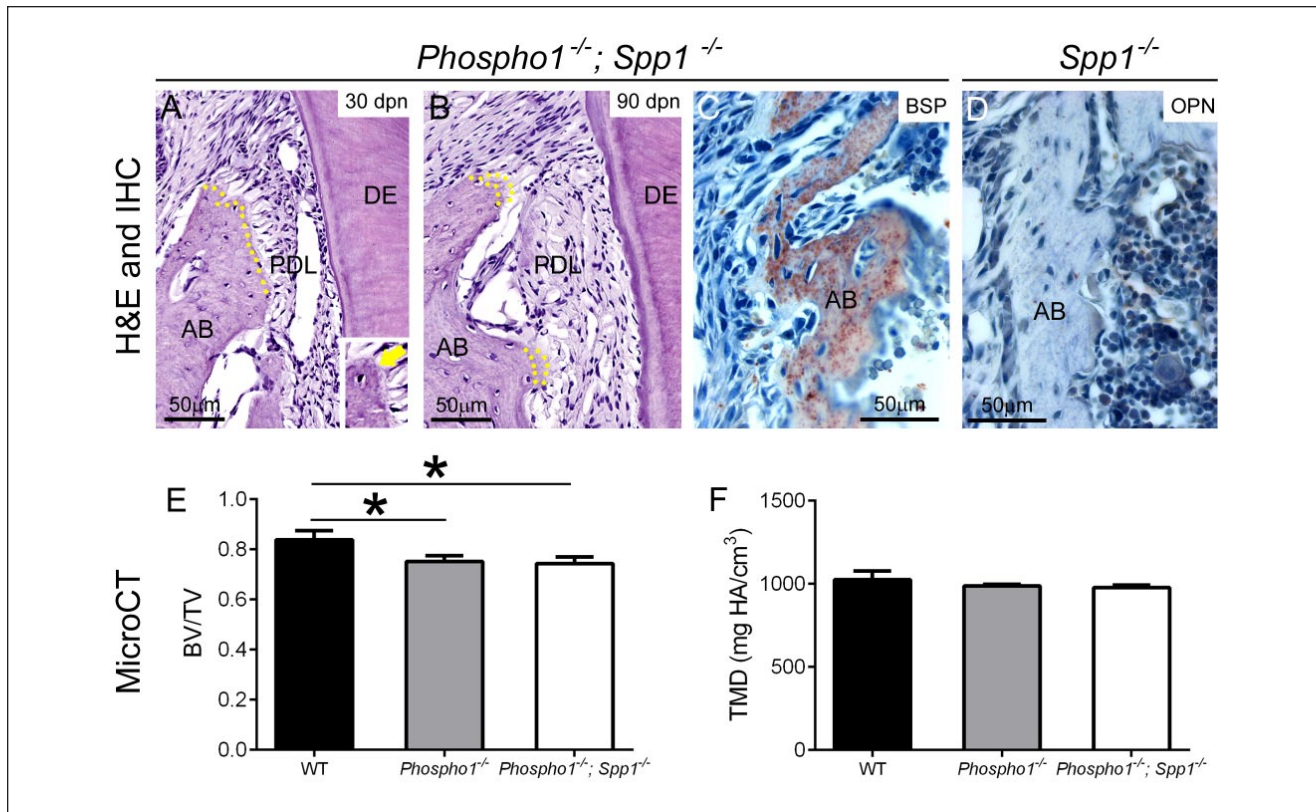 Phospho1-/-; Spp1 -/-
Spp1-/-
H&E and IHC
A
30 dpn
DE
PDL
AB
50µm
B
90 dpn
DE
PDL
AB
50µm
C
BSP
AB
50µm
D
OPN
AB
50µm
MicroCT
E
*
*
BV/TV
1.0
0.8
0.6
0.4
0.2
0.0
WT
Phospho1-/-
Phospho1-/-; Spp1-/-
F
TMD (mg HA/cm3)
1500
1000
500
0
WT
Phospho1-/-
Phospho1-/-; Spp1-/-